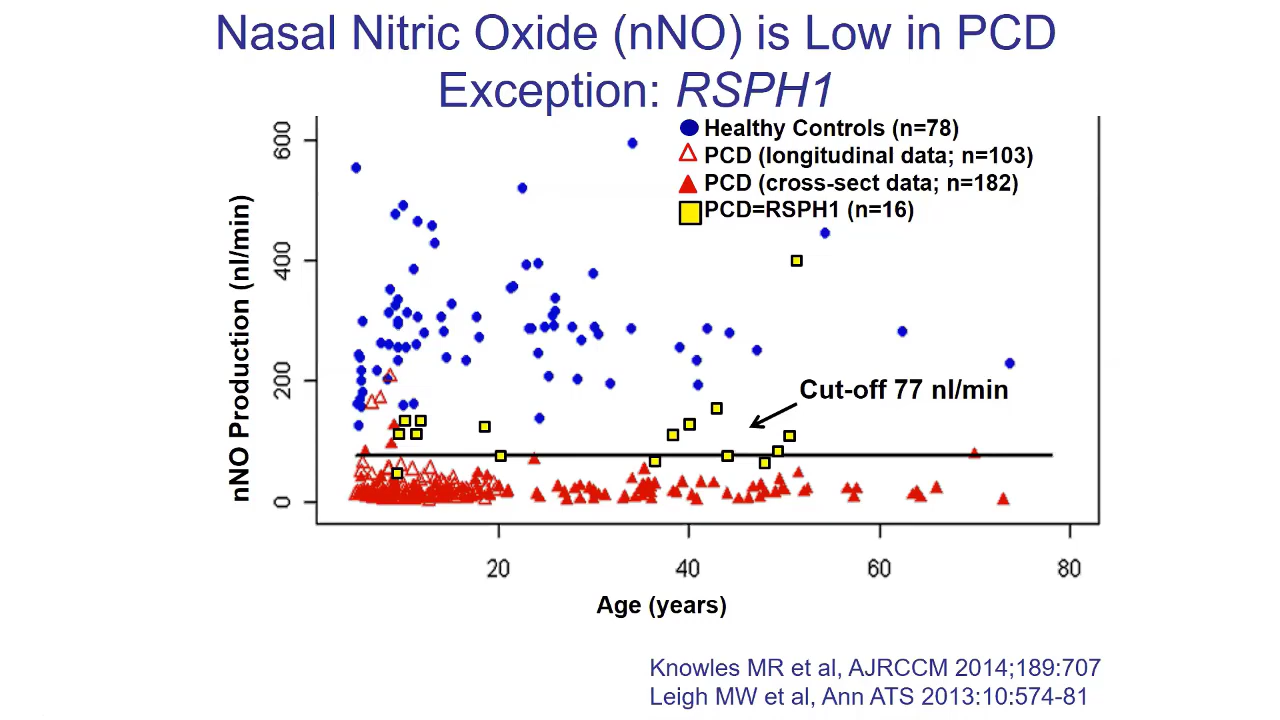 Nasal Nitric Oxide (nNO) is Low in PCD
Exception: RSPH1
Healthy Controls (n=78)
PCD (longitudinal data; n=103)
PCD (cross-sect data; n=182)
PCD=RSPH1 (n=16)
nNO Production (nl/min)
600
400
200
0
Cut-off 77 nl/min
20
40
60
80
Age (years)
Knowles MR et al, AJRCCM 2014;189:707
Leigh MW et al, Ann ATS 2013:10:574-81